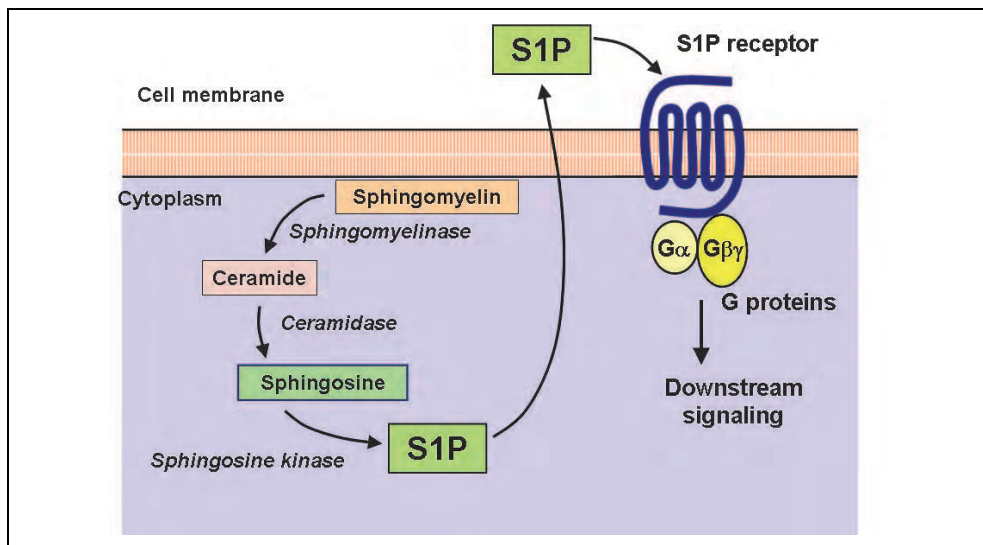 S1P
S1P receptor
Cell membrane
Cytoplasm
Sphingomyelin
Sphingomyelinase
Ceramide
Ceramidase
Sphingosine
Sphingosine kinase
S1P
Gα
Gβγ
G proteins
Downstream
signaling